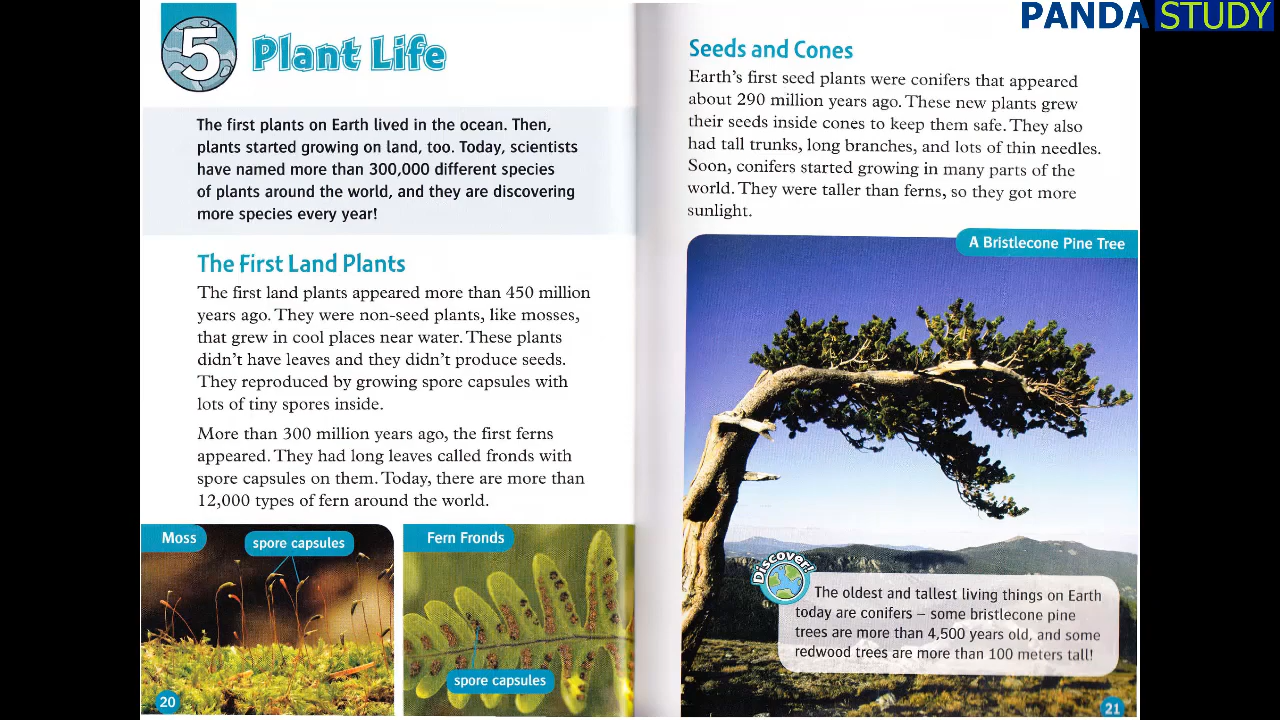 PANDA STUDY
5
Plant Life
The first plants on Earth lived in the ocean. Then,
plants started growing on land, too. Today, scientists
have named more than 300,000 different species
of plants around the world, and they are discovering
more species every year!
The First Land Plants
The first land plants appeared more than 450 million
years ago. They were non-seed plants, like mosses,
that grew in cool places near water. These plants
didn't have leaves and they didn't produce seeds.
They reproduced by growing spore capsules with
lots of tiny spores inside.
More than 300 million years ago, the first ferns
appeared. They had long leaves called fronds with
spore capsules on them. Today, there are more than
12,000 types of fern around the world.
Moss
spore capsules
Fern Fronds
spore capsules
20
Seeds and Cones
Earth's first seed plants were conifers that appeared
about 290 million years ago. These new plants grew
their seeds inside cones to keep them safe. They also
had tall trunks, long branches, and lots of thin needles.
Soon, conifers started growing in many parts of the
world. They were taller than ferns, so they got more
sunlight.
A Bristlecone Pine Tree
Discover!
The oldest and tallest living things on Earth
today are conifers – some bristlecone pine
trees are more than 4,500 years old, and some
redwood trees are more than 100 meters tall!
21